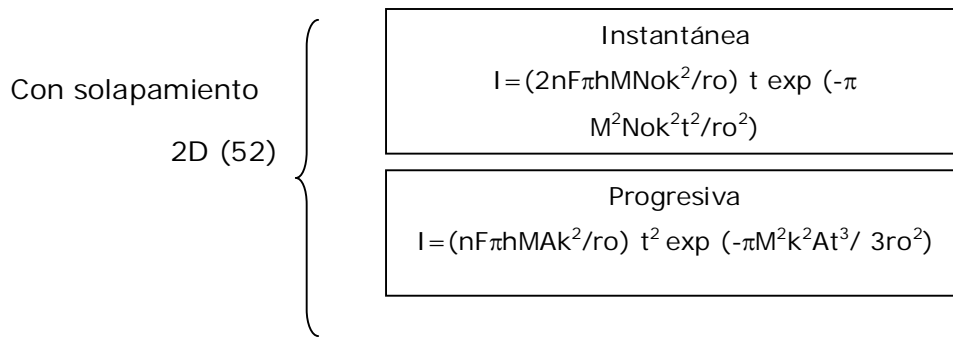 Con solapamiento
2D (52)
Instantánea
I=(2nFπhMNok²/ro) t exp (-π
M²Nok²t²/ro²)
Progresiva
I=(nFπhMAk²/ro) t² exp (-πM²k²At³/ 3ro²)